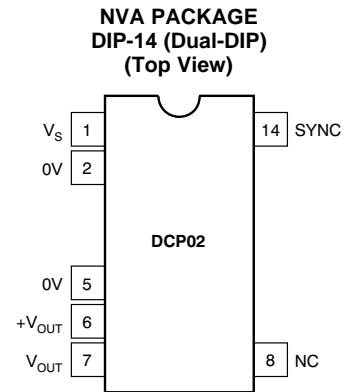 NVA PACKAGE
DIP-14 (Dual-DIP)
(Top View)
VS 1 14 SYNC
0V 2
DCP02
0V 5
+VOUT 6
VOUT 7 8 NC